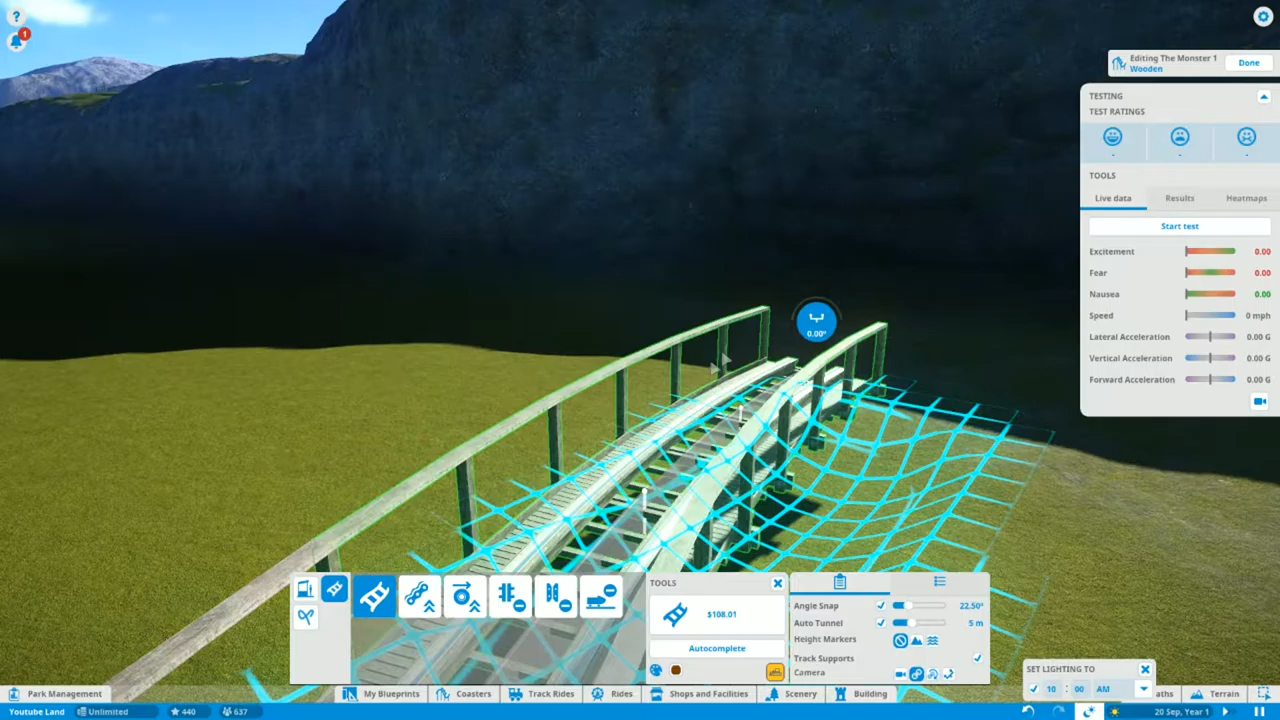 ?
1
Editing The Monster 1
Wooden
Done
TESTING
TEST RATINGS
- - -
TOOLS
Live data Results Heatmaps
Start test
Excitement 0.00
Fear 0.00
Nausea 0.00
Speed 0 mph
Lateral Acceleration 0.00 G
Vertical Acceleration 0.00 G
Forward Acceleration 0.00 G
0.00°
TOOLS
$108.01
Autocomplete
Angle Snap 22.50°
Auto Tunnel 5 m
Height Markers
Track Supports
Camera
SET LIGHTING TO
10 : 00 AM
Park Management My Blueprints Coasters Track Rides Rides Shops and Facilities Scenery Building aths Terrain
Youtube Land Unlimited 440 637 20 Sep, Year 1